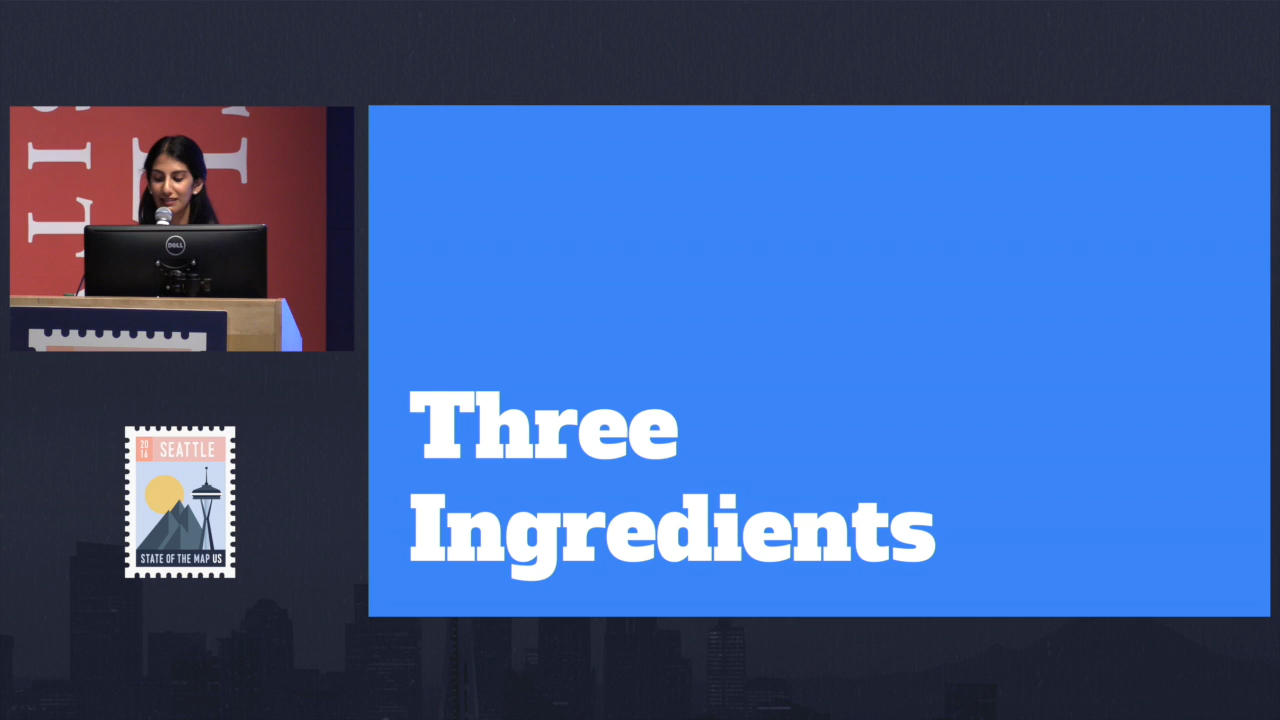 DELL
20
16
SEATTLE
STATE OF THE MAP US
Three
Ingredients